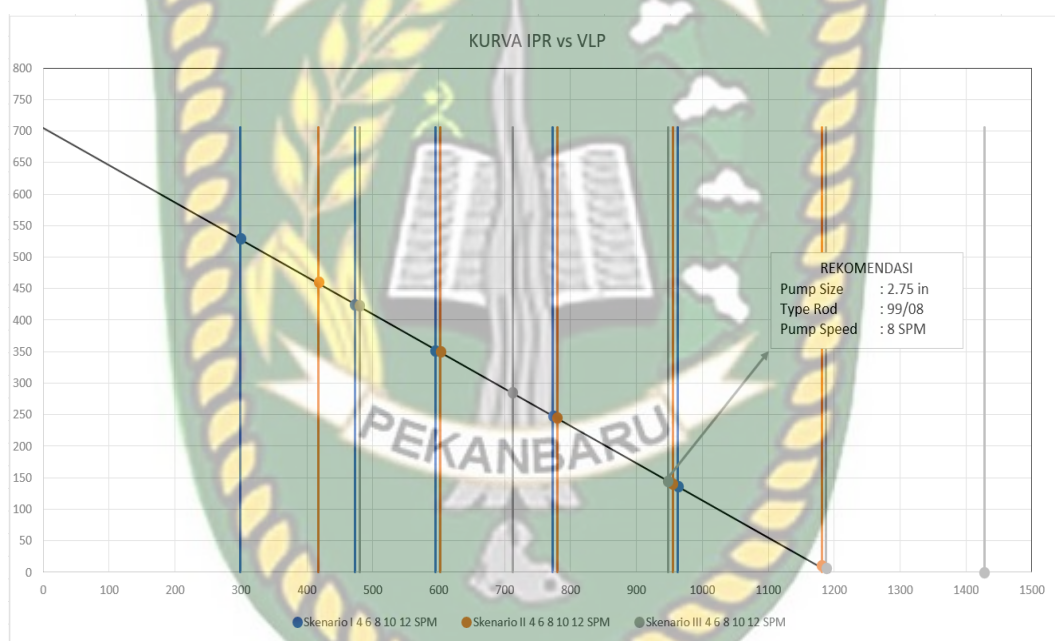 KURVA IPR vs VLP
800
750
700
650
600
550
500
450
400
350
300
250
200
150
100
50
0
REKOMENDASI
Pump Size : 2.75 in
Type Rod : 99/08
Pump Speed : 8 SPM
PEKANBARU
0 100 200 300 400 500 600 700 800 900 1000 1100 1200 1300 1400 1500
Skenario I 4 6 8 10 12 SPM Skenario II 4 6 8 10 12 SPM Skenario III 4 6 8 10 12 SPM